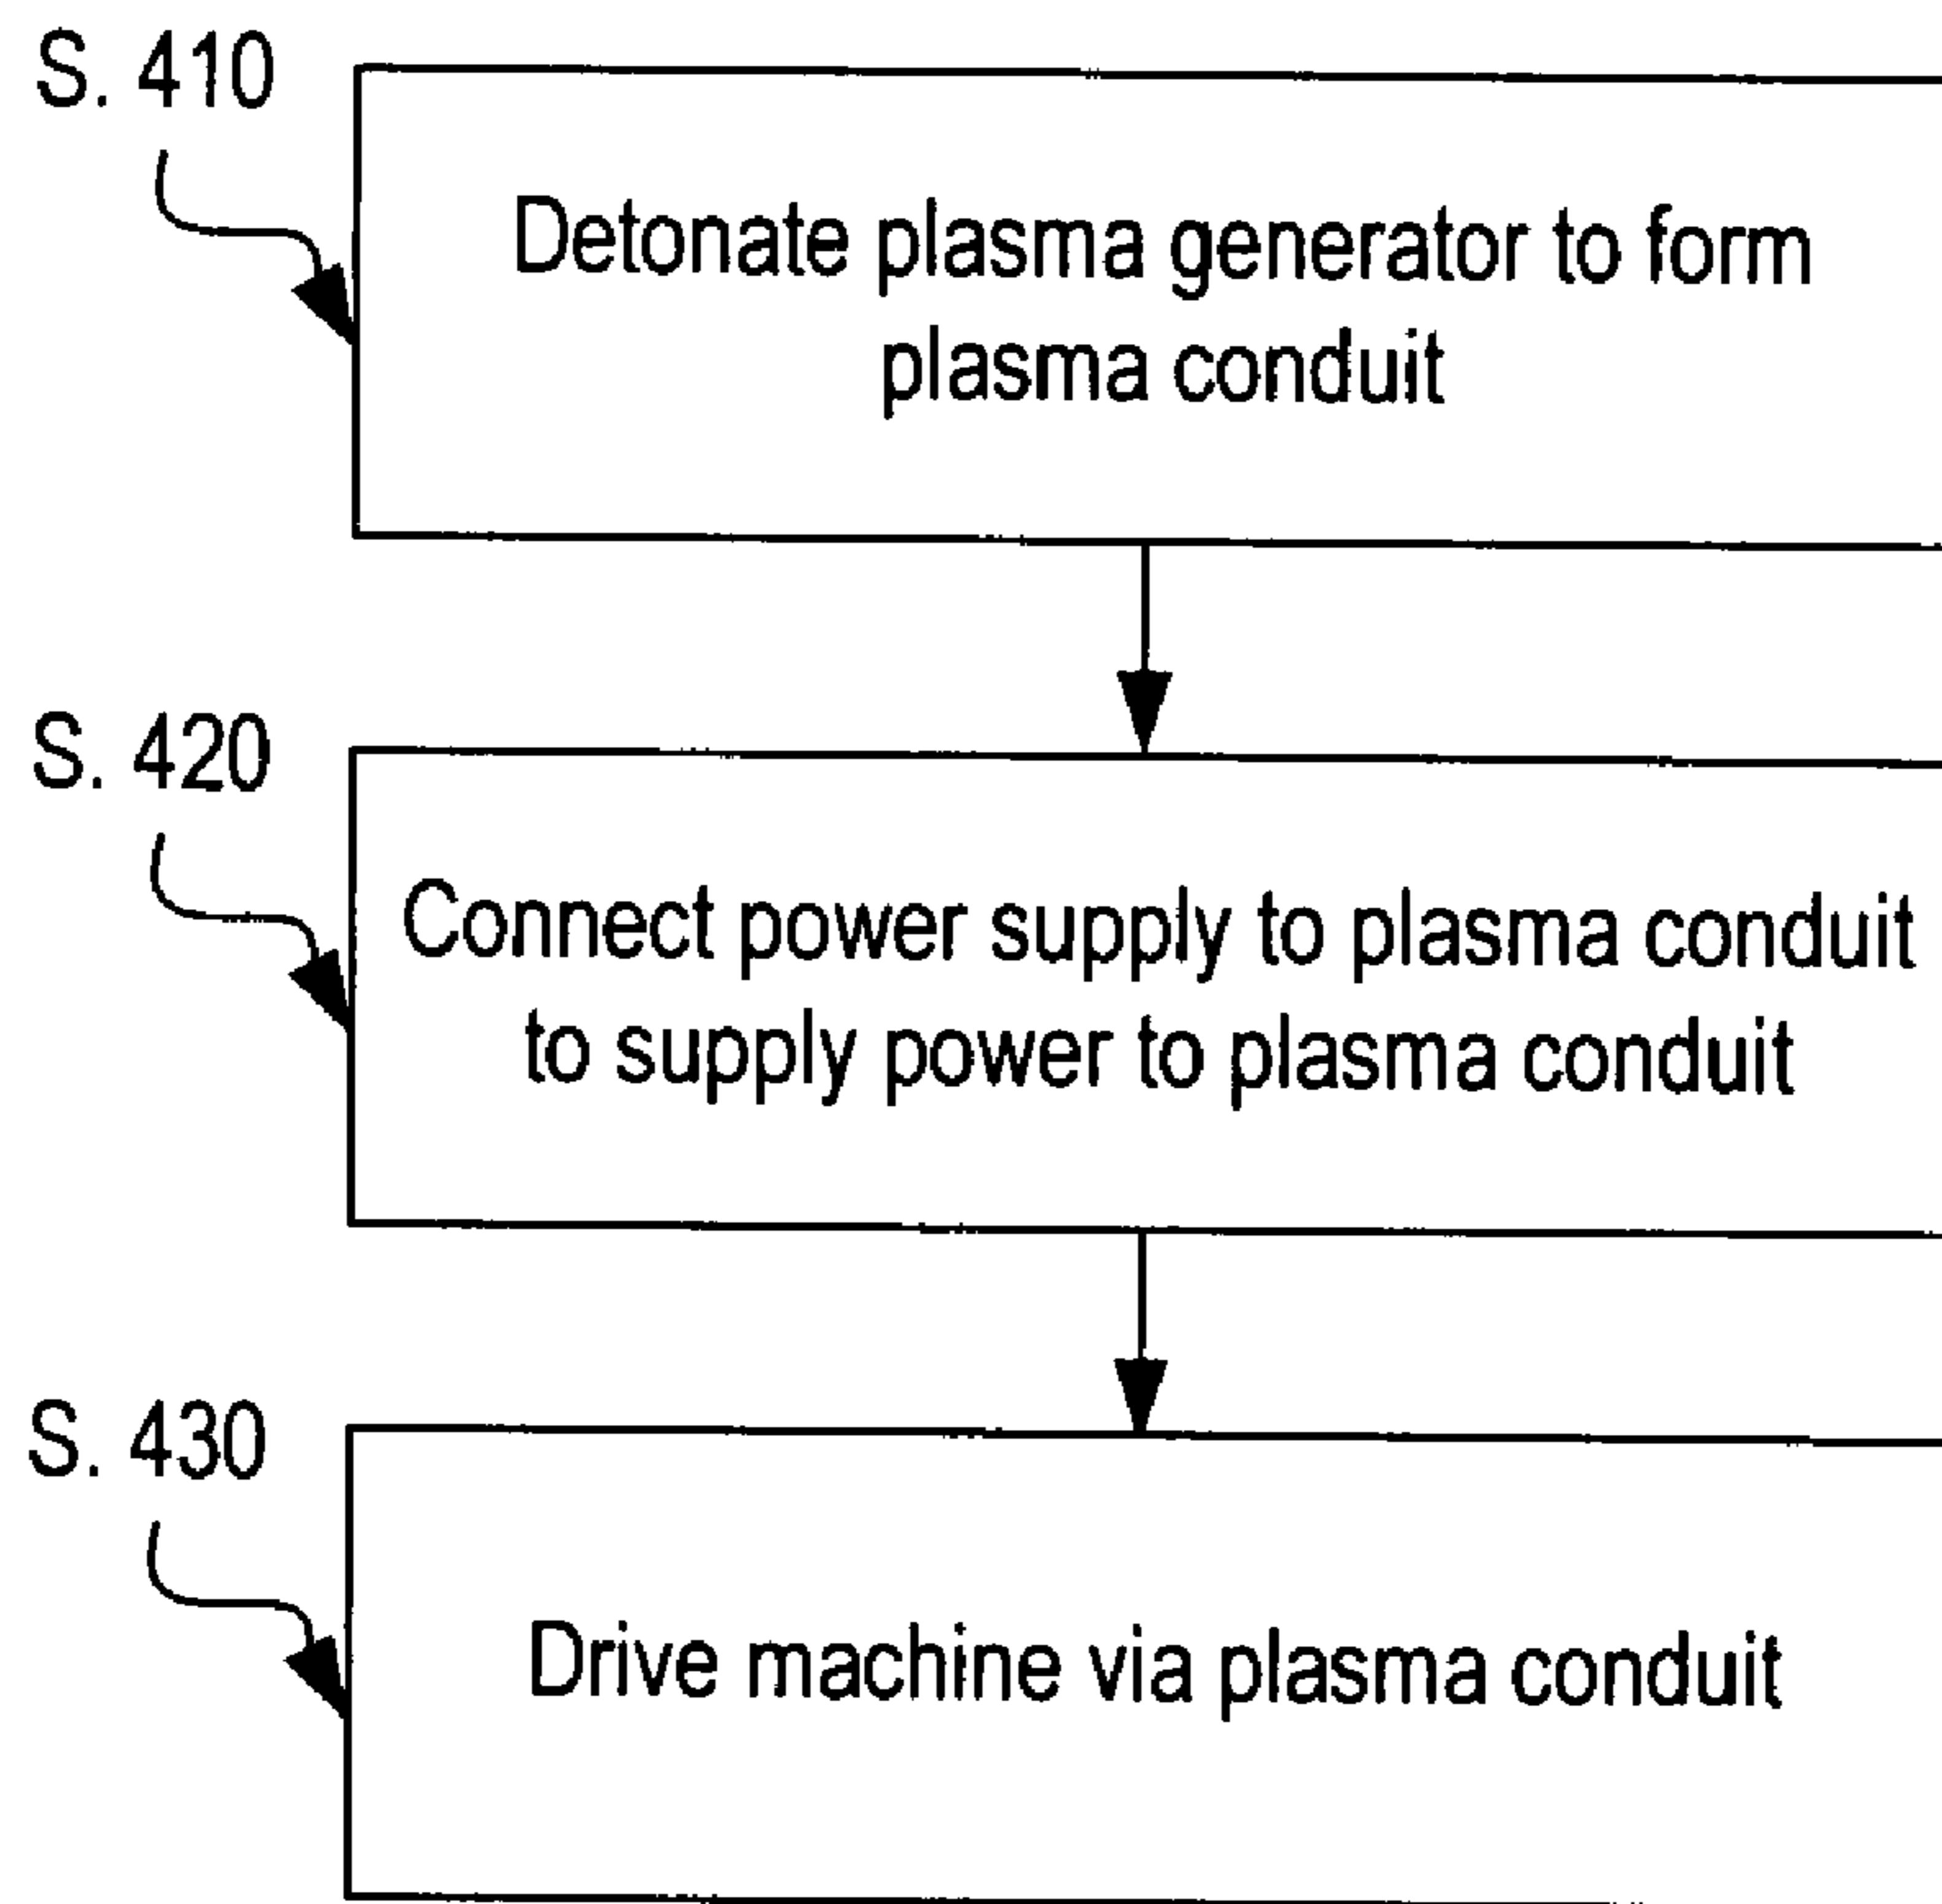 S. 410
Detonate plasma generator to form
plasma conduit
S. 420
Connect power supply to plasma conduit
to supply power to plasma conduit
S. 430
Drive machine via plasma conduit